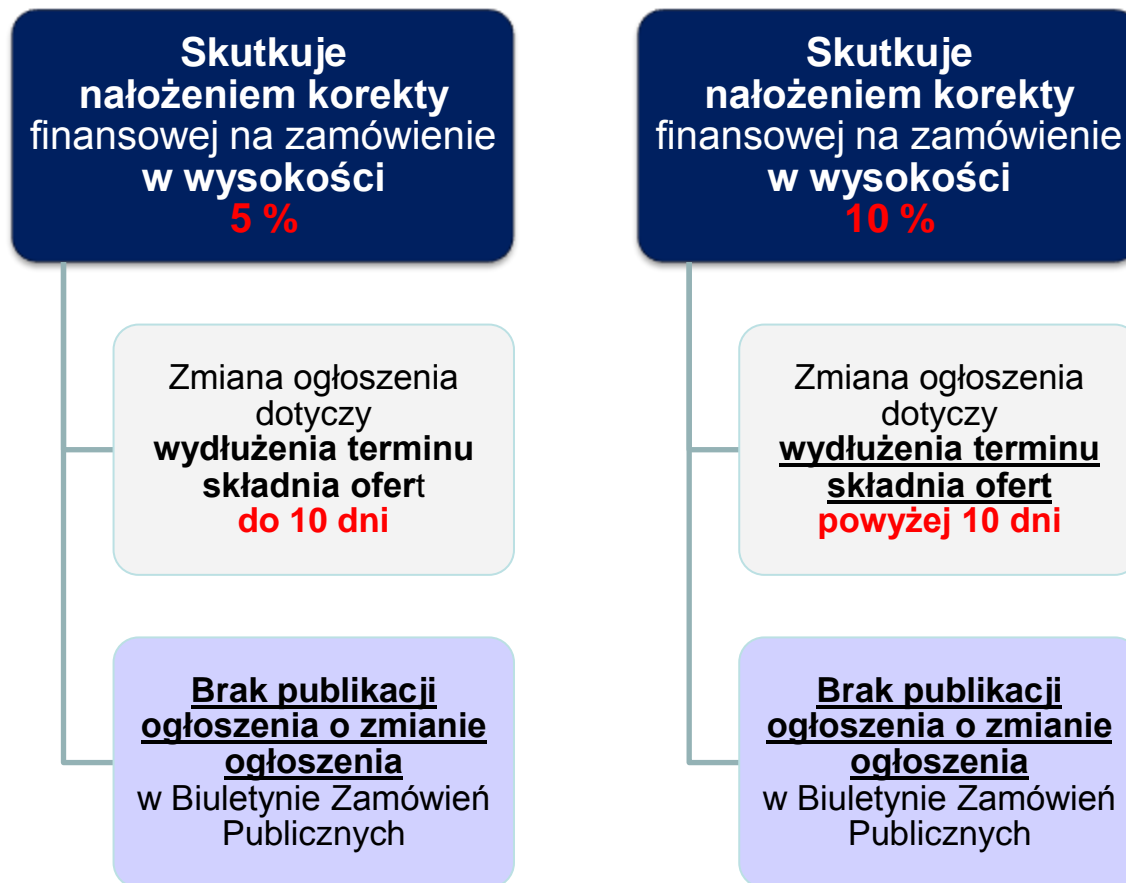 Skutkuje
nałożeniem korekty
finansowej na zamówienie
w wysokości
5 %
Zmiana ogłoszenia
dotyczy
wydłużenia terminu
składnia ofert
do 10 dni
Brak publikacji
ogłoszenia o zmianie
ogłoszenia
w Biuletynie Zamówień
Publicznych
Skutkuje
nałożeniem korekty
finansowej na zamówienie
w wysokości
10 %
Zmiana ogłoszenia
dotyczy
wydłużenia terminu
składnia ofert
powyżej 10 dni
Brak publikacji
ogłoszenia o zmianie
ogłoszenia
w Biuletynie Zamówień
Publicznych